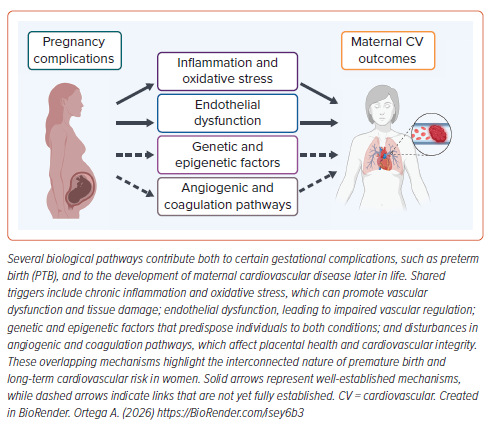 Pregnancy
complications
Inflammation and
oxidative stress
Endothelial
dysfunction
Genetic and
epigenetic factors
Angiogenic and
coagulation pathways
Maternal CV
outcomes
Several biological pathways contribute both to certain gestational complications, such as preterm
birth (PTB), and to the development of maternal cardiovascular disease later in life. Shared
triggers include chronic inflammation and oxidative stress, which can promote vascular
dysfunction and tissue damage; endothelial dysfunction, leading to impaired vascular regulation;
genetic and epigenetic factors that predispose individuals to both conditions; and disturbances in
angiogenic and coagulation pathways, which affect placental health and cardiovascular integrity.
These overlapping mechanisms highlight the interconnected nature of premature birth and
long-term cardiovascular risk in women. Solid arrows represent well-established mechanisms,
while dashed arrows indicate links that are not yet fully established. CV = cardiovascular. Created
in BioRender. Ortega A. (2026) https://BioRender.com/isey6b3